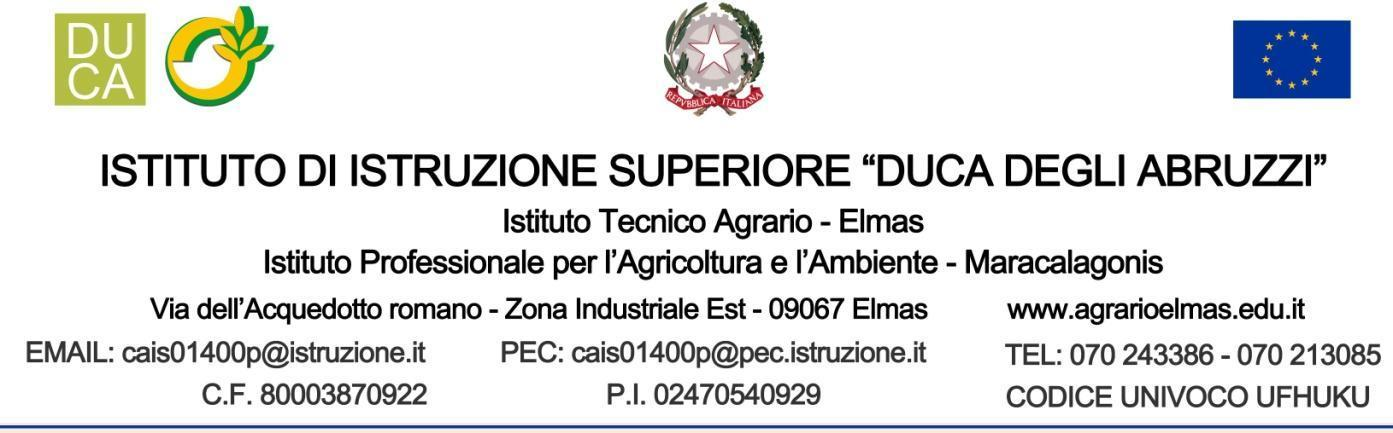 DU
CA
REPVBBLICA ITALIANA
ISTITUTO DI ISTRUZIONE SUPERIORE “DUCA DEGLI ABRUZZI”
Istituto Tecnico Agrario - Elmas
Istituto Professionale per l’Agricoltura e l’Ambiente - Maracalagonis
Via dell’Acquedotto romano - Zona Industriale Est - 09067 Elmas www.agrarioelmas.edu.it
EMAIL: cais01400p@istruzione.it PEC: cais01400p@pec.istruzione.it TEL: 070 243386 - 070 213085
C.F. 80003870922 P.I. 02470540929 CODICE UNIVOCO UFHUKU